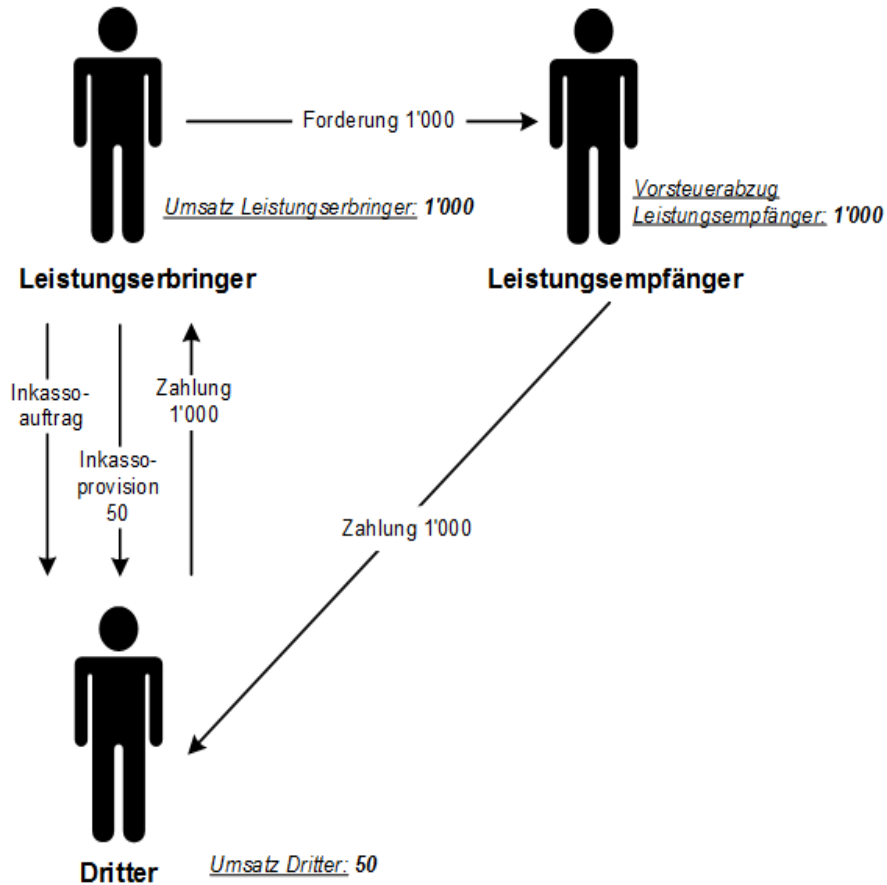 Forderung 1'000
Umsatz Leistungserbringer: 1'000
Vorsteuerabzug
Leistungsempfänger: 1'000
Leistungserbringer
Leistungsempfänger
Inkasso-
auftrag
Inkasso-
provision
50
Zahlung
1'000
Zahlung 1'000
Dritter
Umsatz Dritter: 50